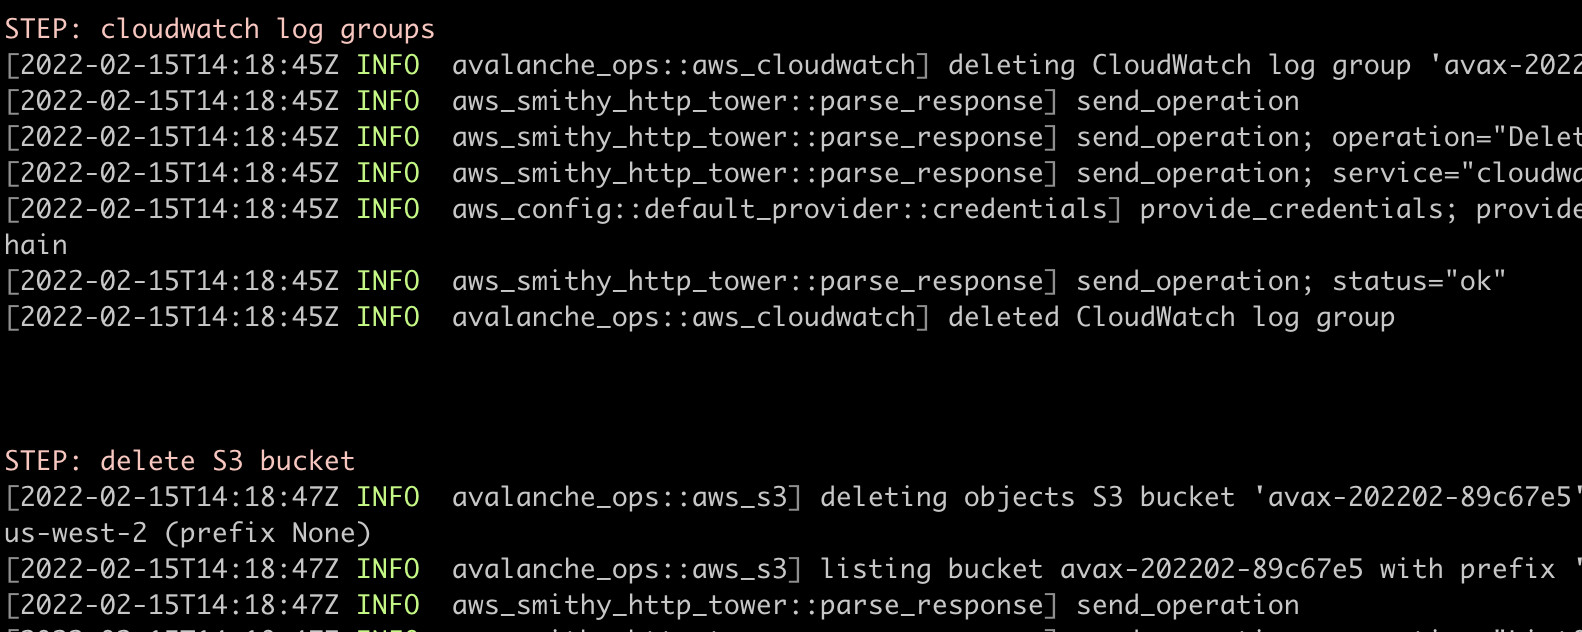 STEP: cloudwatch log groups
[2022-02-15T14:18:45Z INFO  avalanche_ops::aws_cloudwatch] deleting CloudWatch log group 'avax-2022
[2022-02-15T14:18:45Z INFO  aws_smithy_http_tower::parse_response] send_operation
[2022-02-15T14:18:45Z INFO  aws_smithy_http_tower::parse_response] send_operation; operation="Delet
[2022-02-15T14:18:45Z INFO  aws_smithy_http_tower::parse_response] send_operation; service="cloudwa
[2022-02-15T14:18:45Z INFO  aws_config::default_provider::credentials] provide_credentials; provide
hain
[2022-02-15T14:18:45Z INFO  aws_smithy_http_tower::parse_response] send_operation; status="ok"
[2022-02-15T14:18:45Z INFO  avalanche_ops::aws_cloudwatch] deleted CloudWatch log group
STEP: delete S3 bucket
[2022-02-15T14:18:47Z INFO  avalanche_ops::aws_s3] deleting objects S3 bucket 'avax-202202-89c67e5'
us-west-2 (prefix None)
[2022-02-15T14:18:47Z INFO  avalanche_ops::aws_s3] listing bucket avax-202202-89c67e5 with prefix '
[2022-02-15T14:18:47Z INFO  aws_smithy_http_tower::parse_response] send_operation